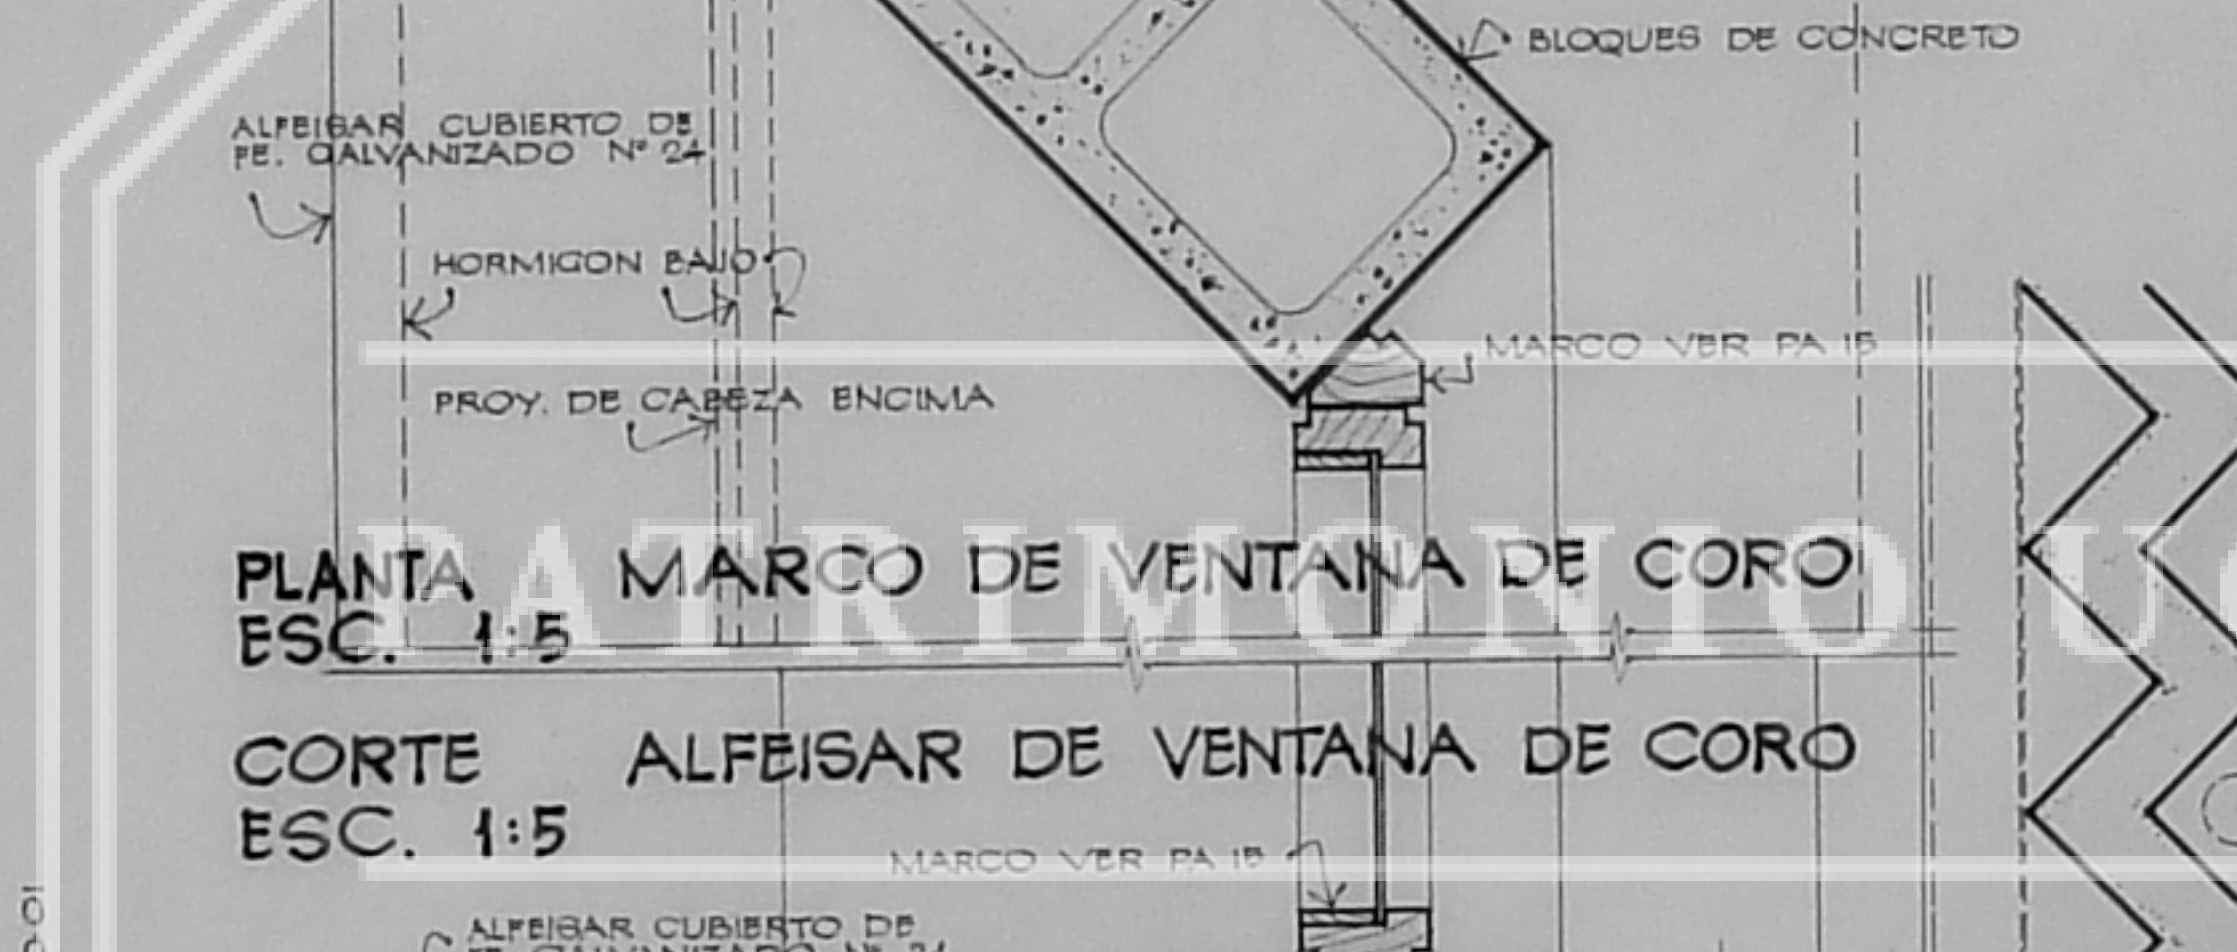 BLOQUES DE CONCRETO
ALFEISAR CUBIERTO DE
FE. GALVANIZADO Nº 24
HORMIGON BAJO
MARCO VER PA 15
PROY. DE CABEZA ENCIMA
PATRIMONIO
PLANTA MARCO DE VENTANA DE CORO
ESC. 1:5
CORTE ALFEISAR DE VENTANA DE CORO
ESC. 1:5
MARCO VER PA 15
ALFEISAR CUBIERTO DE